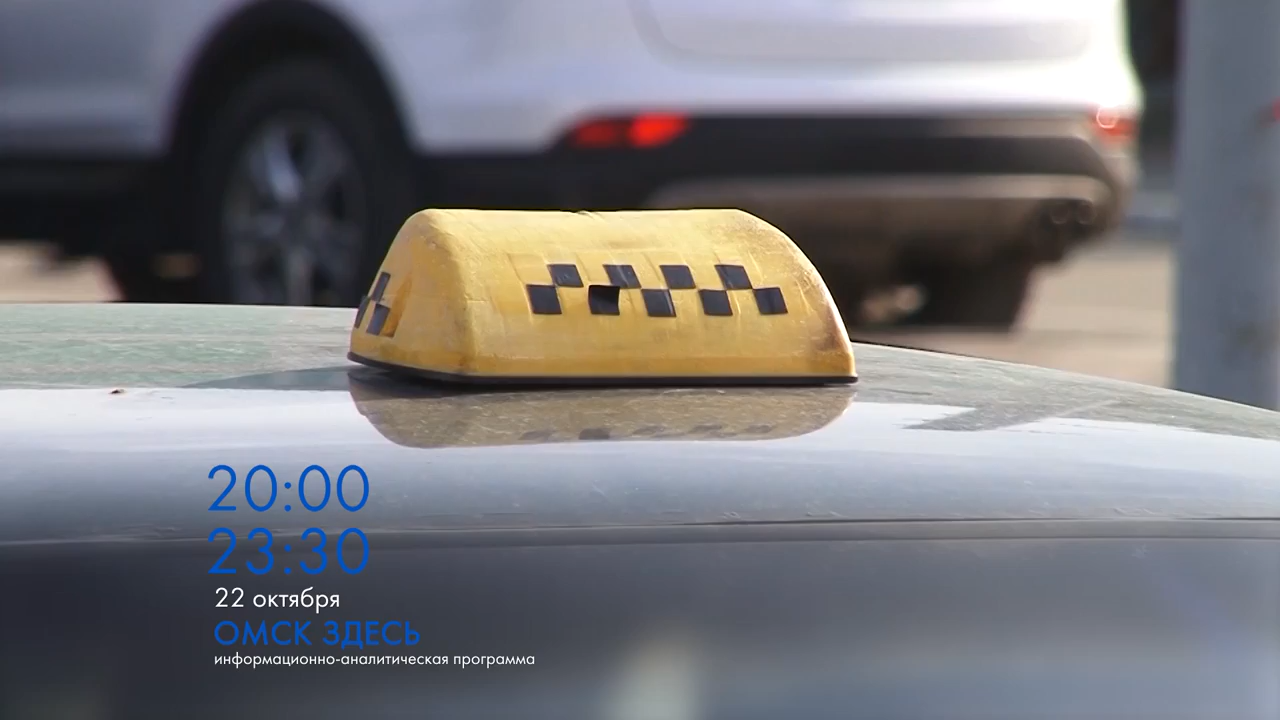 20:00
23:30
22 октября
ОМСК ЗДЕСЬ
информационно-аналитическая программа